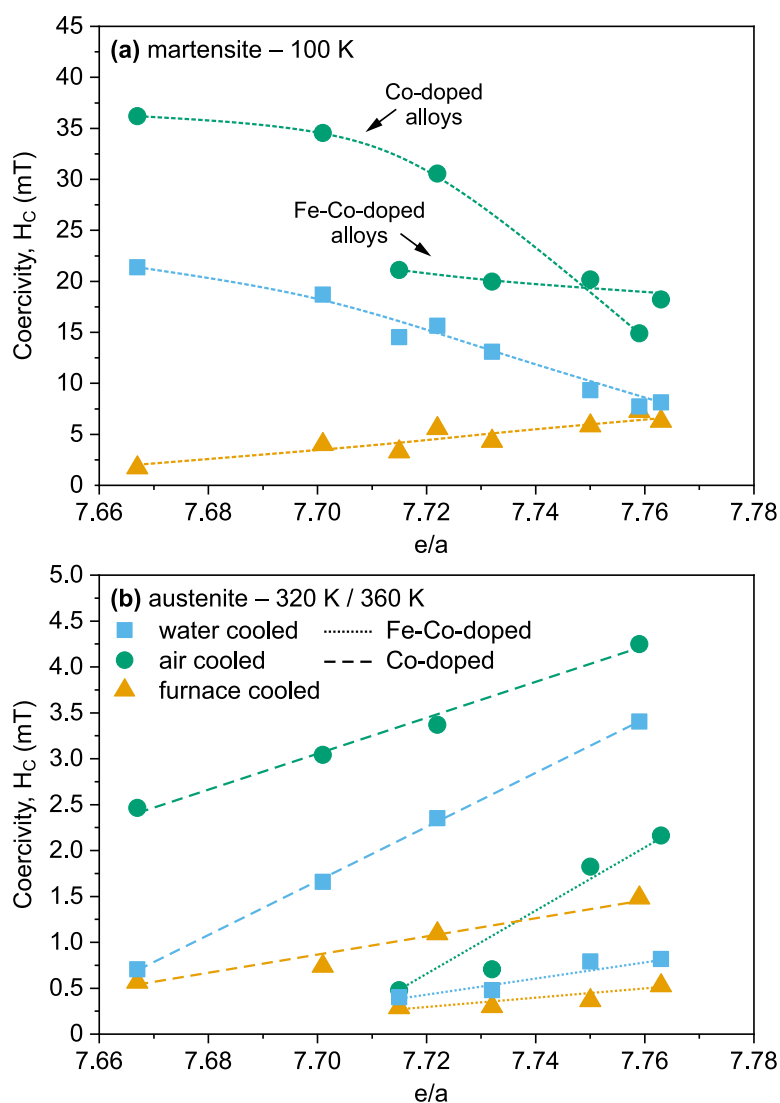 (a) martensite – 100 K
Co-doped
alloys
Fe-Co-doped
alloys
Coercivity, HC (mT)
45
40
35
30
25
20
15
10
5
0
7.66 7.68 7.70 7.72 7.74 7.76 7.78
e/a
(b) austenite – 320 K / 360 K
water cooled Fe-Co-doped
air cooled Co-doped
furnace cooled
Coercivity, HC (mT)
5.0
4.5
4.0
3.5
3.0
2.5
2.0
1.5
1.0
0.5
0
7.66 7.68 7.70 7.72 7.74 7.76 7.78
e/a